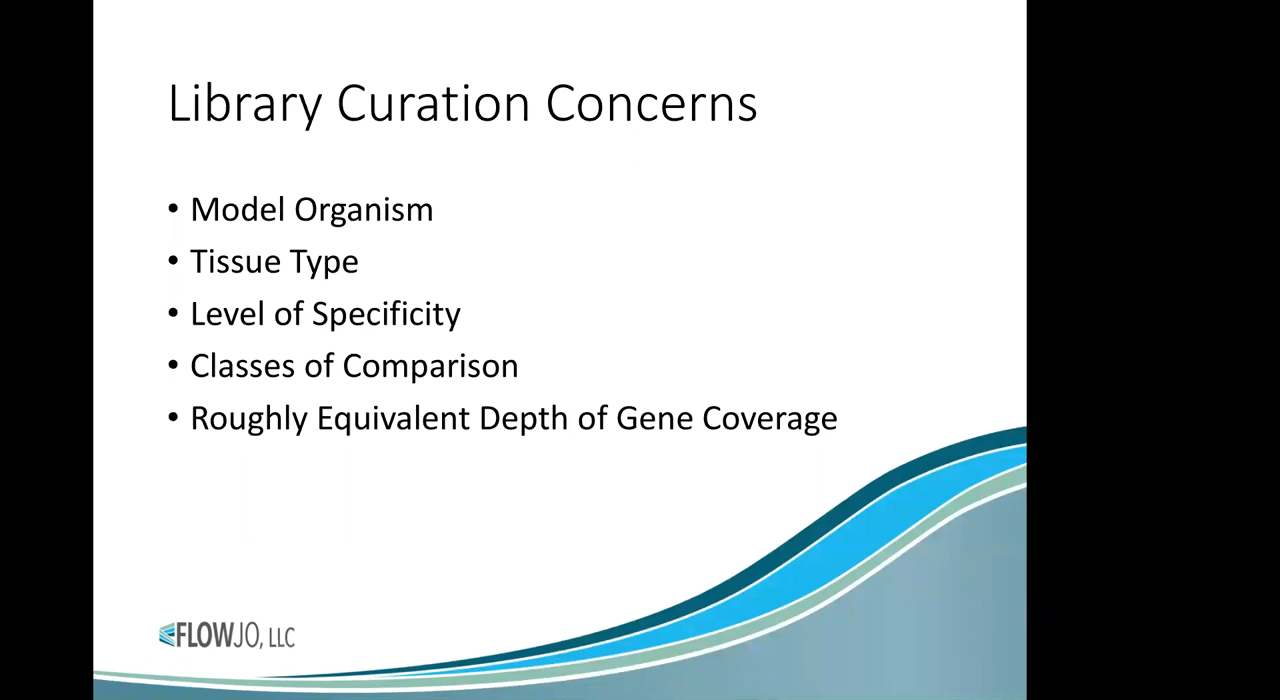 Library Curation Concerns
• Model Organism
• Tissue Type
• Level of Specificity
• Classes of Comparison
• Roughly Equivalent Depth of Gene Coverage
FLOWJO, LLC